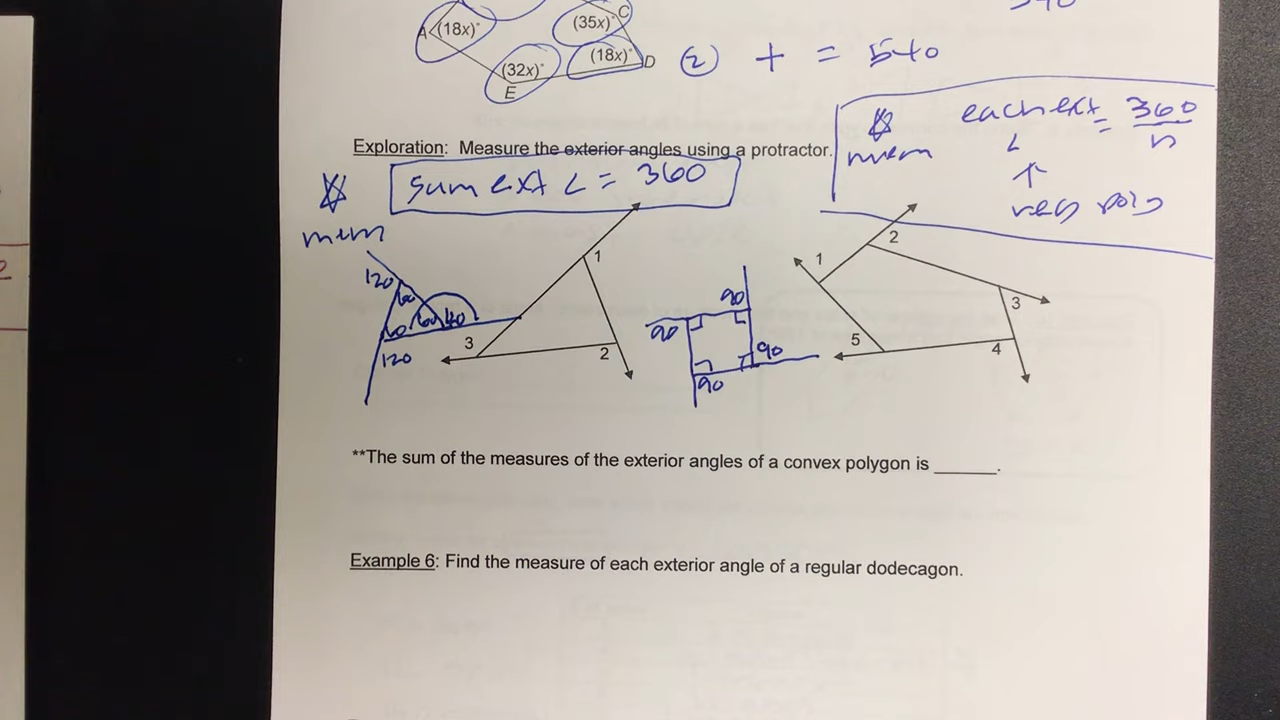 A (18x)° (35x)° C
(32x)° (18x)° D
E
② + = 540
☆ each ext = 360
mem ∠ n
↑
reg poly
Exploration: Measure the exterior angles using a protractor.
☆ sum ext ∠ = 360
mem
120 60 60 60 120
120
1
3
2
90 90
90 90
1
2
3
4
5
**The sum of the measures of the exterior angles of a convex polygon is ______.
Example 6: Find the measure of each exterior angle of a regular dodecagon.